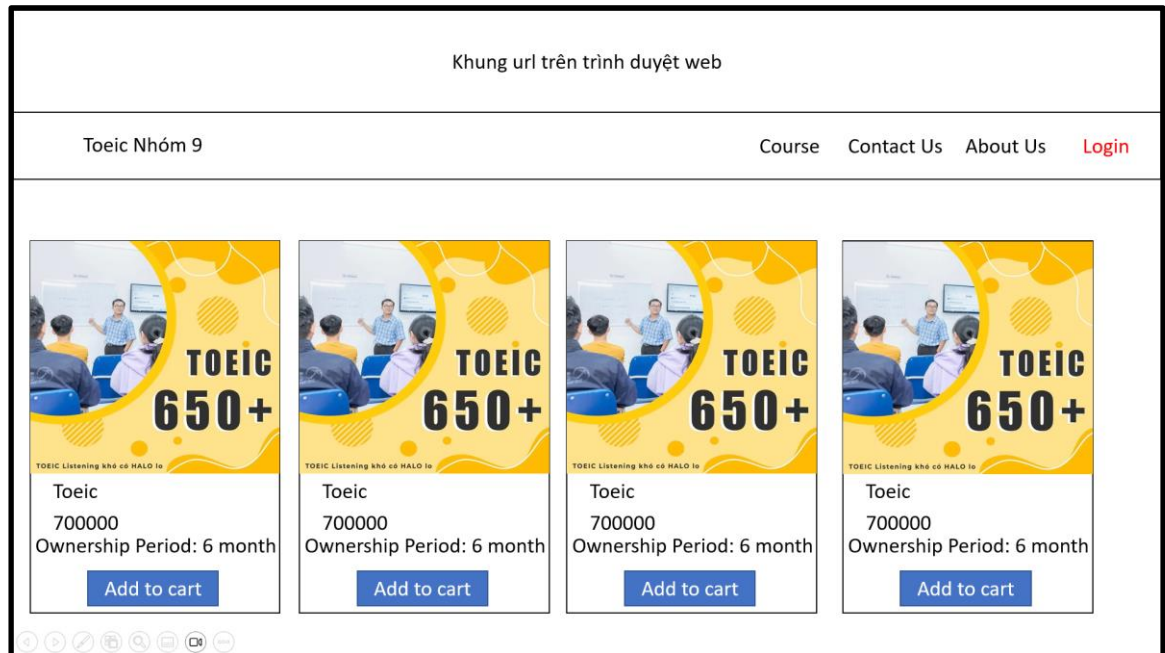 Khung url trên trình duyệt web
Toeic Nhóm 9
Course Contact Us About Us Login
TOEIC
650+
TOEIC Listening khó có HALO lo
Toeic
700000
Ownership Period: 6 month
Add to cart
TOEIC
650+
TOEIC Listening khó có HALO lo
Toeic
700000
Ownership Period: 6 month
Add to cart
TOEIC
650+
TOEIC Listening khó có HALO lo
Toeic
700000
Ownership Period: 6 month
Add to cart
TOEIC
650+
TOEIC Listening khó có HALO lo
Toeic
700000
Ownership Period: 6 month
Add to cart